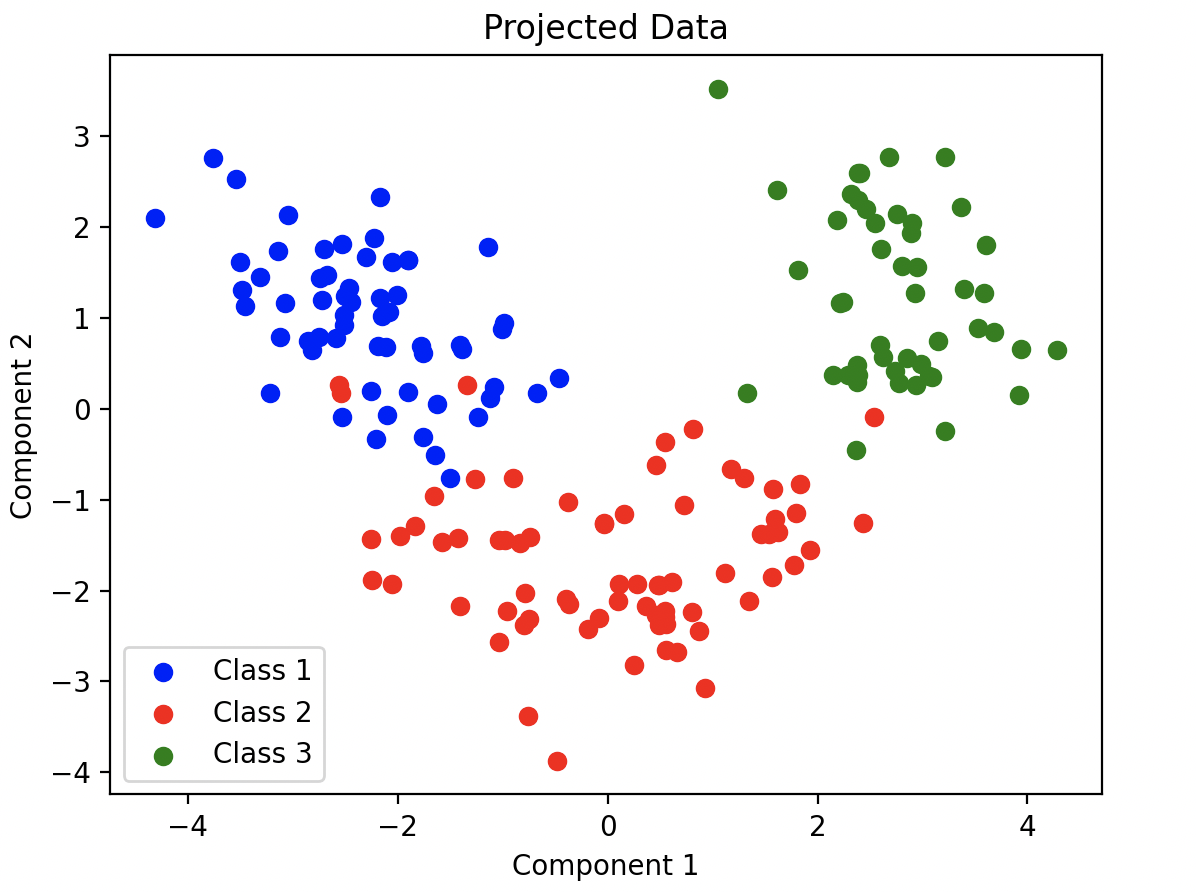 Projected Data
3
2
1
0
−1
−2
−3
−4
Component 2
Class 1
Class 2
Class 3
−4 −2 0 2 4
Component 1